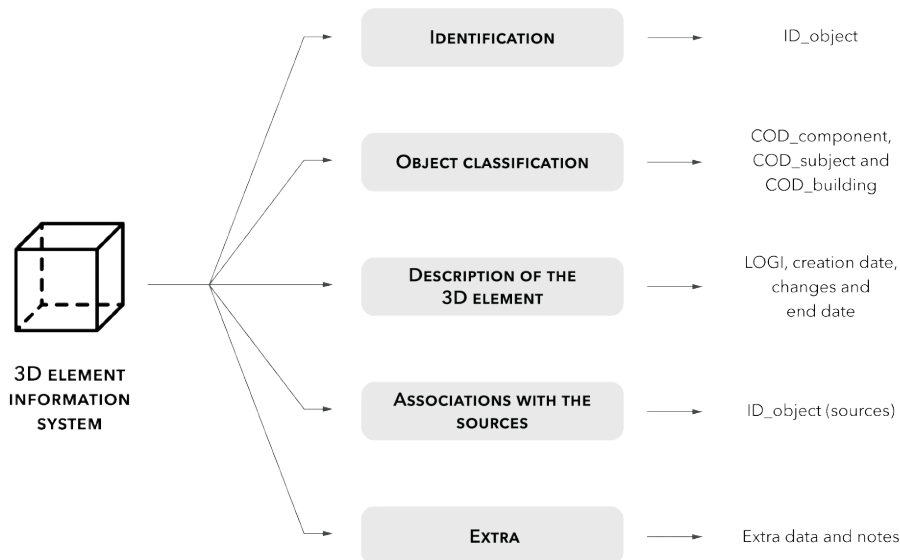 IDENTIFICATION
ID_object
OBJECT CLASSIFICATION
COD_component,
COD_subject and
COD_building
DESCRIPTION OF THE
3D ELEMENT
LOGI, creation date,
changes and
end date
3D ELEMENT
INFORMATION
SYSTEM
ASSOCIATIONS WITH THE
SOURCES
ID_object (sources)
EXTRA
Extra data and notes